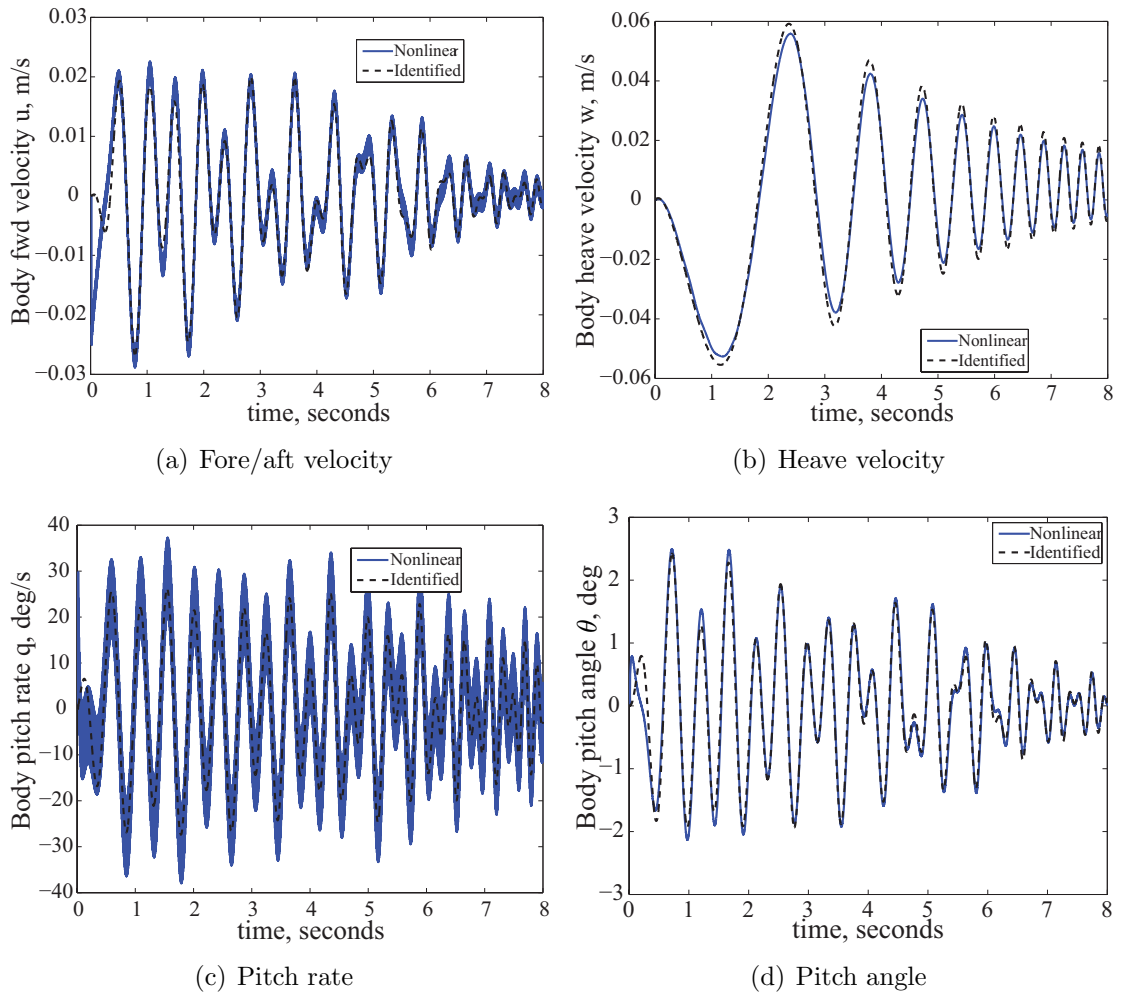 0.03
0.02
0.01
0
−0.01
−0.02
−0.03
Body fwd velocity u, m/s
Nonlinear
Identified
0 1 2 3 4 5 6 7 8
time, seconds
(a) Fore/aft velocity
0.06
0.04
0.02
0
−0.02
−0.04
−0.06
Body heave velocity w, m/s
Nonlinear
Identified
0 1 2 3 4 5 6 7 8
time, seconds
(b) Heave velocity
40
30
20
10
0
−10
−20
−30
−40
Body pitch rate q, deg/s
Nonlinear
Identified
0 1 2 3 4 5 6 7 8
time, seconds
(c) Pitch rate
3
2
1
0
−1
−2
−3
Body pitch angle θ, deg
Nonlinear
Identified
0 1 2 3 4 5 6 7 8
time, seconds
(d) Pitch angle